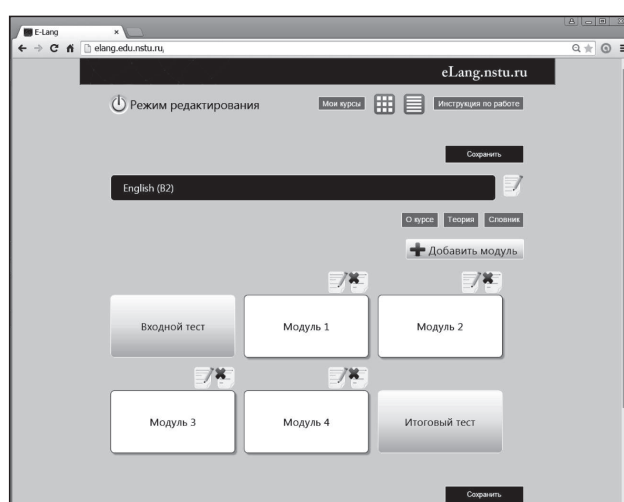 E-Lang
elang.edu.nstu.ru,
eLang.nstu.ru
Режим редактирования
Мои курсы
Инструкция по работе
Сохранить
English (B2)
О курсе Теория Словник
Добавить модуль
Входной тест Модуль 1 Модуль 2
Модуль 3 Модуль 4 Итоговый тест
Сохранить